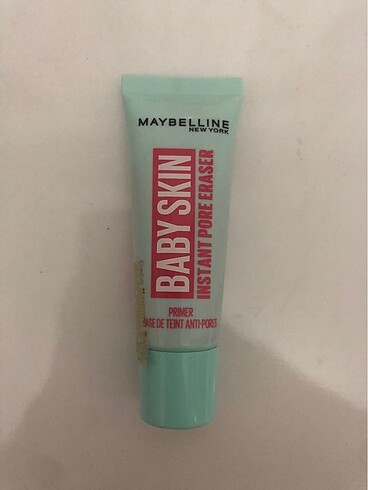 MAYBELLINE
NEW YORK
BABY SKIN
INSTANT PORE ERASER
PRIMER
BASE DE TEINT ANTI-PORES